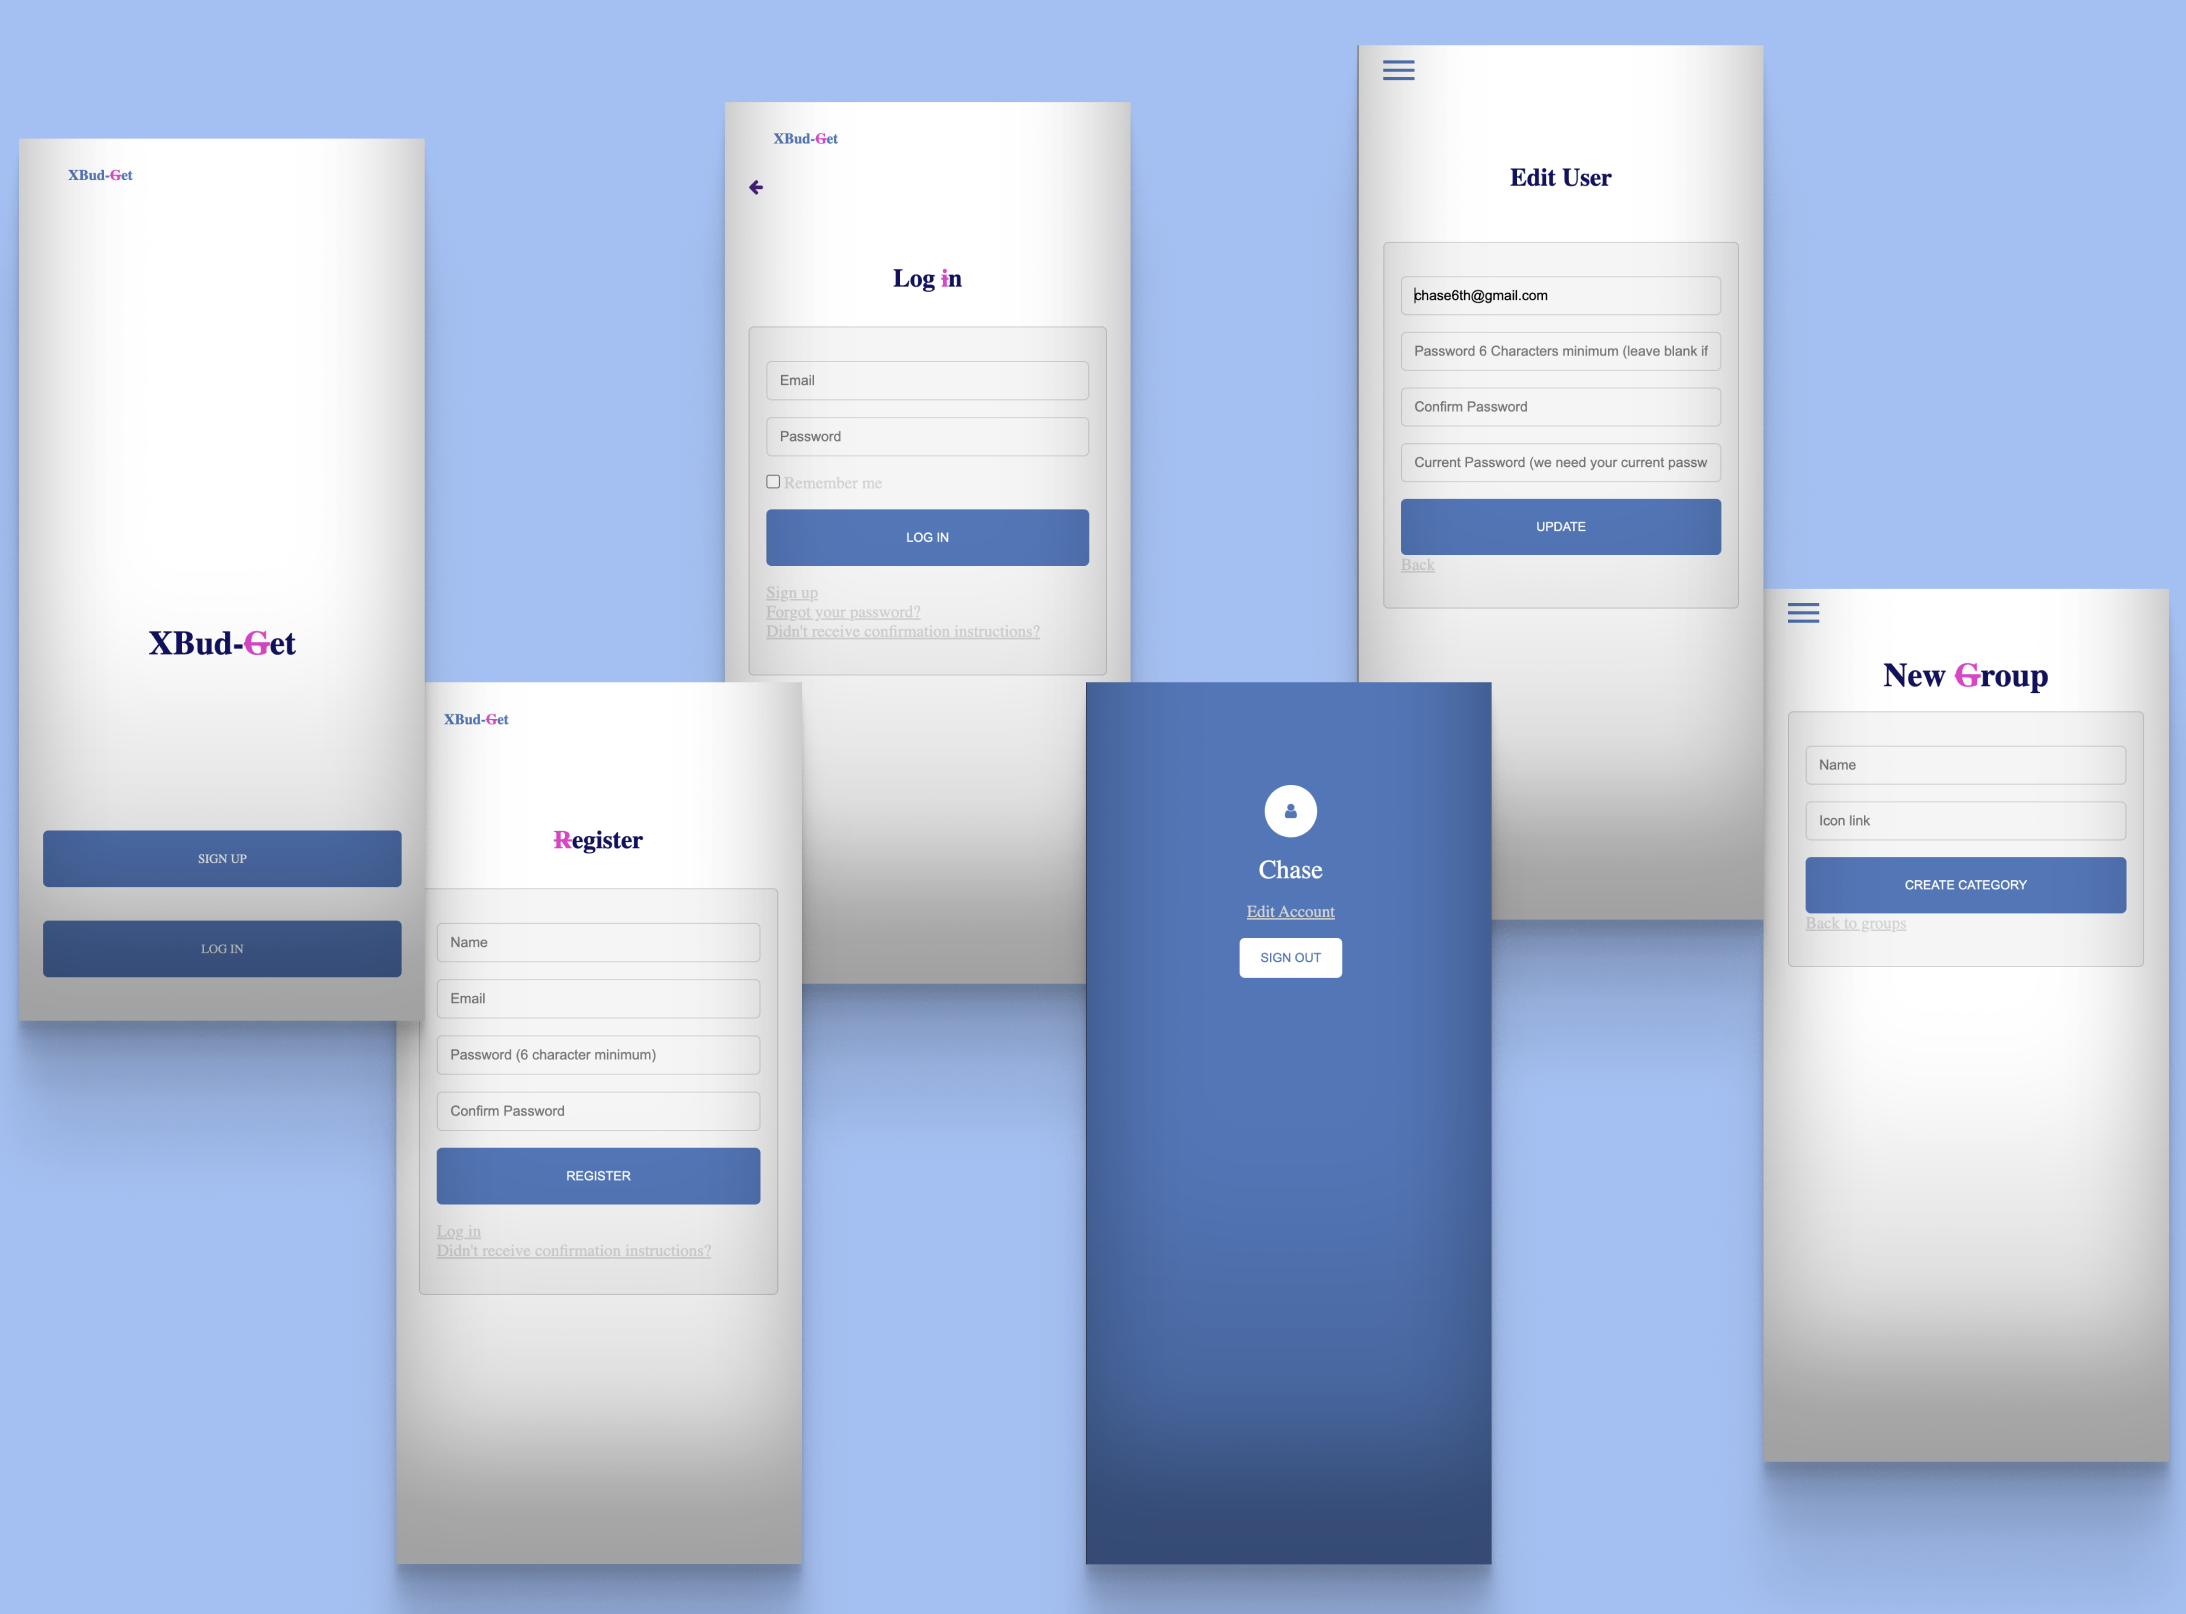 XBud-Get
XBud-Get
SIGN UP
LOG IN
XBud-Get
Register
Name
Email
Password (6 character minimum)
Confirm Password
REGISTER
Log in
Didn't receive confirmation instructions?
XBud-Get
Log in
Email
Password
Remember me
LOG IN
Sign up
Forgot your password?
Didn't receive confirmation instructions?
Chase
Edit Account
SIGN OUT
Edit User
chase6th@gmail.com
Password 6 Characters minimum (leave blank if
Confirm Password
Current Password (we need your current passw
UPDATE
Back
New Group
Name
Icon link
CREATE CATEGORY
Back to groups